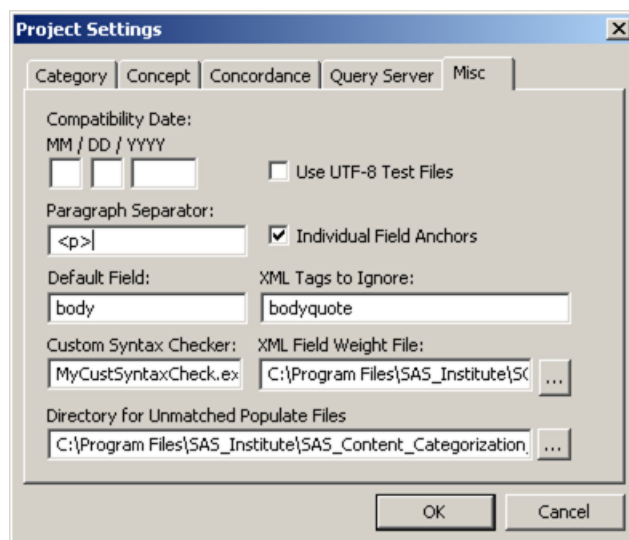 Project Settings
Category Concept Concordance Query Server Misc
Compatibility Date:
MM / DD / YYYY
Use UTF-8 Test Files
Paragraph Separator:
<p>
Individual Field Anchors
Default Field: XML Tags to Ignore:
body bodyquote
Custom Syntax Checker: XML Field Weight File:
MyCustSyntaxCheck.ex C:\Program Files\SAS_Institute\SC ...
Directory for Unmatched Populate Files
C:\Program Files\SAS_Institute\SAS_Content_Categorization_ ...
OK Cancel